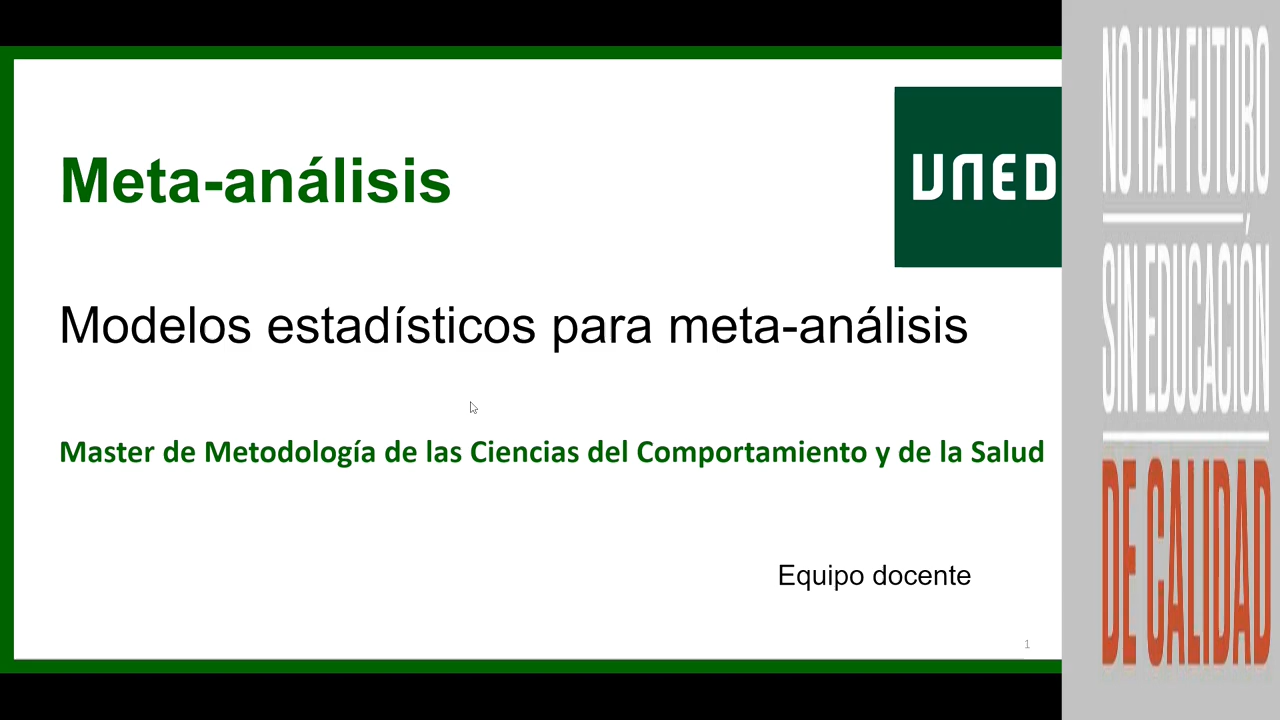 Meta-análisis
UNED
Modelos estadísticos para meta-análisis
Master de Metodología de las Ciencias del Comportamiento y de la Salud
Equipo docente
1
NO HAY FUTURO
SIN EDUCACIÓN
DE CALIDAD